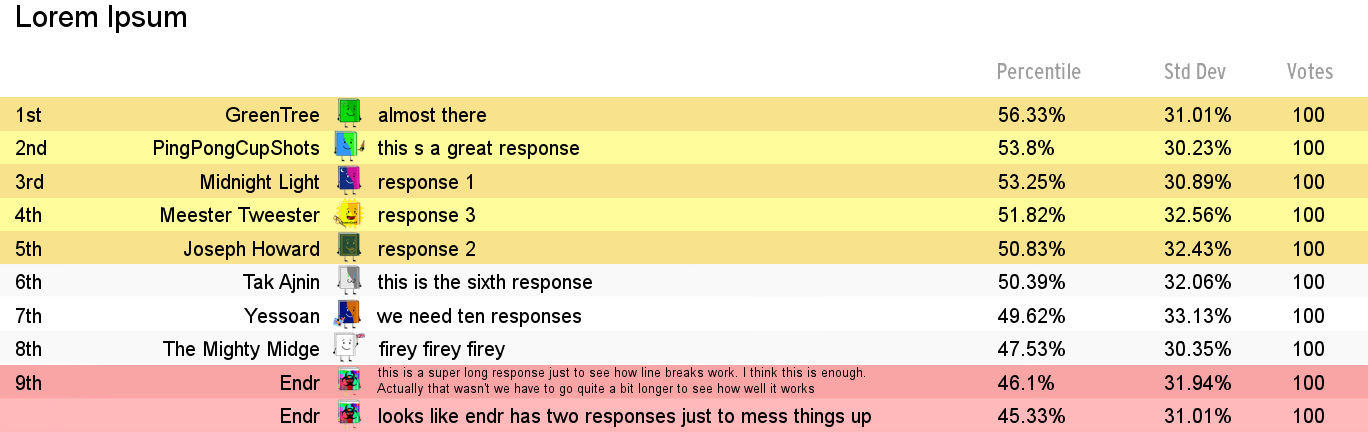 Lorem Ipsum
Percentile Std Dev Votes
1st GreenTree almost there 56.33% 31.01% 100
2nd PingPongCupShots this s a great response 53.8% 30.23% 100
3rd Midnight Light response 1 53.25% 30.89% 100
4th Meester Tweester response 3 51.82% 32.56% 100
5th Joseph Howard response 2 50.83% 32.43% 100
6th Tak Ajnin this is the sixth response 50.39% 32.06% 100
7th Yessoan we need ten responses 49.62% 33.13% 100
8th The Mighty Midge firey firey firey 47.53% 30.35% 100
9th Endr this is a super long response just to see how line breaks work. I think this is enough.
Actually that wasn't we have to go quite a bit longer to see how well it works 46.1% 31.94% 100
Endr looks like endr has two responses just to mess things up 45.33% 31.01% 100